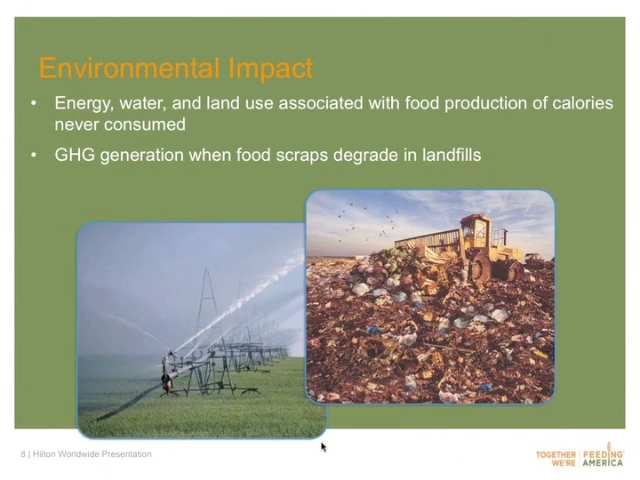 Environmental Impact
• Energy, water, and land use associated with food production of calories
never consumed
• GHG generation when food scraps degrade in landfills
8 | Hilton Worldwide Presentation
TOGETHER
WE'RE
FEEDING
AMERICA